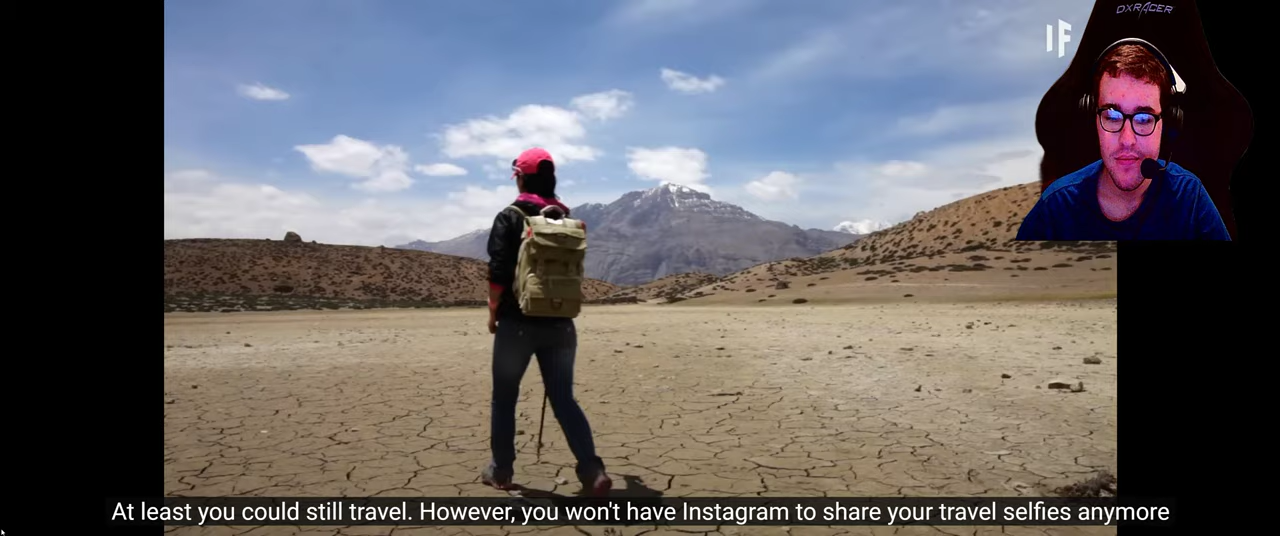 DXRACER
IF
At least you could still travel. However, you won't have Instagram to share your travel selfies anymore